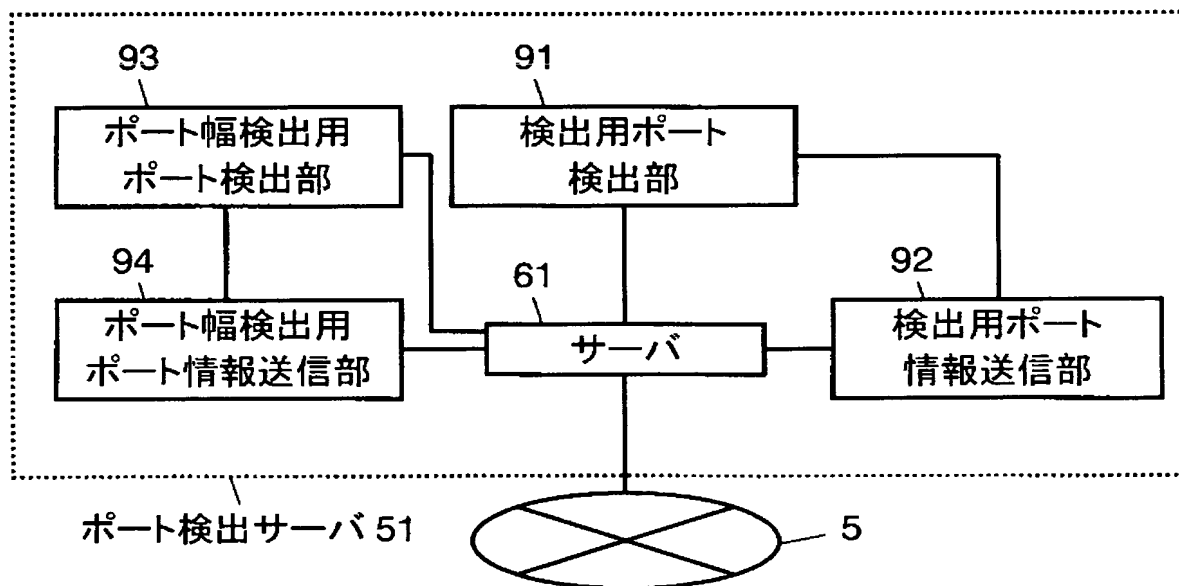 93
ポート幅検出用
ポート検出部
91
検出用ポート
検出部
94
ポート幅検出用
ポート情報送信部
61
サーバ
92
検出用ポート
情報送信部
ポート検出サーバ 51
5